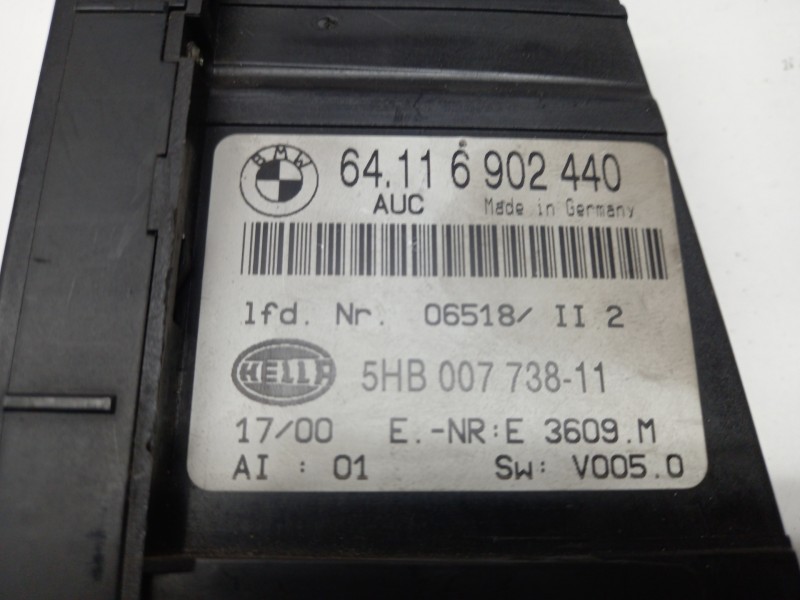 BMW 64.11 6 902 440
AUC Made in Germany
lfd. Nr. 06518/ II 2
HELLA 5HB 007 738-11
17/00 E.-NR:E 3609.M
AI : 01 Sw: V005.0